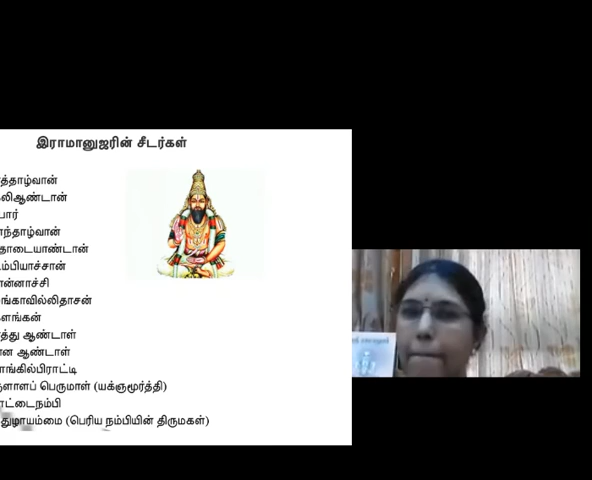 இராமானுஜரின் சீடர்கள்
த்தாழ்வான்
லிஆண்டான்
பார்
ந்தாழ்வான்
தாடையாண்டான்
ம்பியாச்சான்
ான்னாச்சி
ங்காவில்லிதாசன்
ளங்கன்
த்து ஆண்டாள்
ன ஆண்டாள்
ாங்கில்பிராட்டி
ளாளப் பெருமாள் (யக்ஞமூர்த்தி)
ாட்டைநம்பி
துழாயம்மை (பெரிய நம்பியின் திருமகள்)